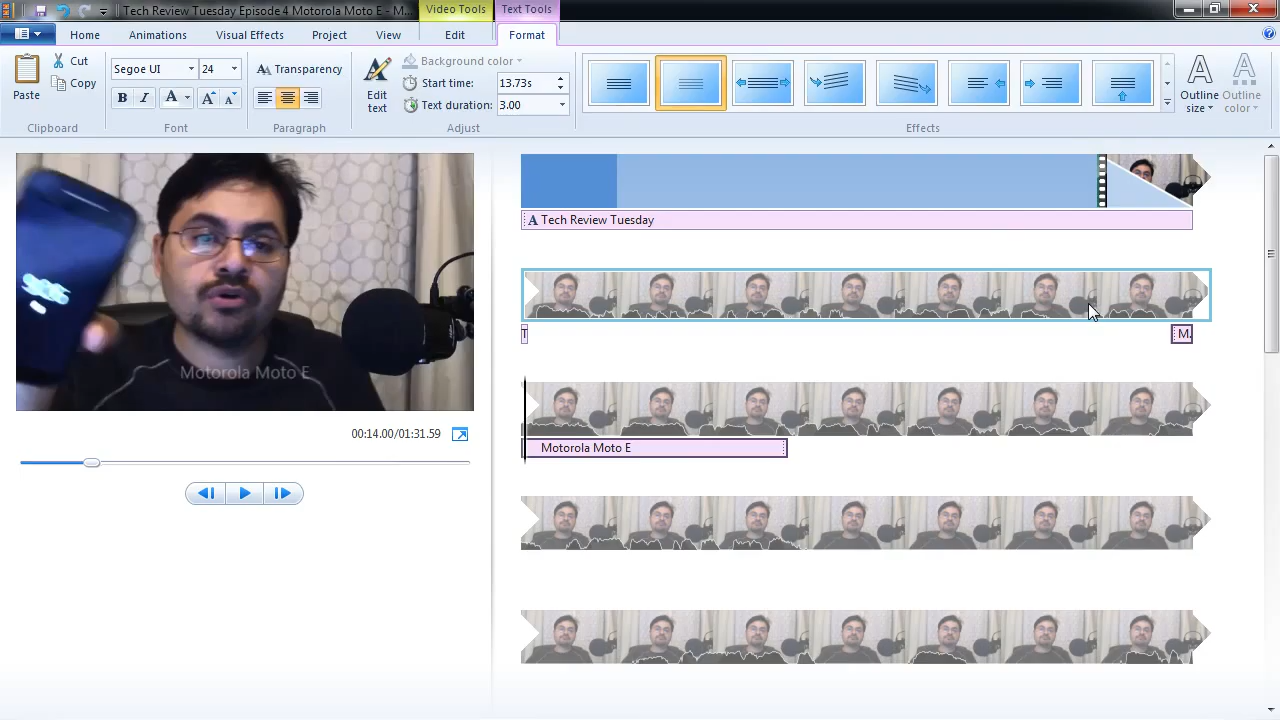 Tech Review Tuesday Episode 4 Motorola Moto E - M...
Video Tools
Text Tools
Home
Animations
Visual Effects
Project
View
Edit
Format
Paste
Cut
Copy
Clipboard
Segoe UI
24
B I A A A
Font
Transparency
Paragraph
Edit
text
Background color
Start time: 13.73s
Text duration: 3.00
Adjust
Effects
A
Outline
size
A
Outline
color
Motorola Moto E
00:14.00/01:31.59
A Tech Review Tuesday
T
M.
Motorola Moto E